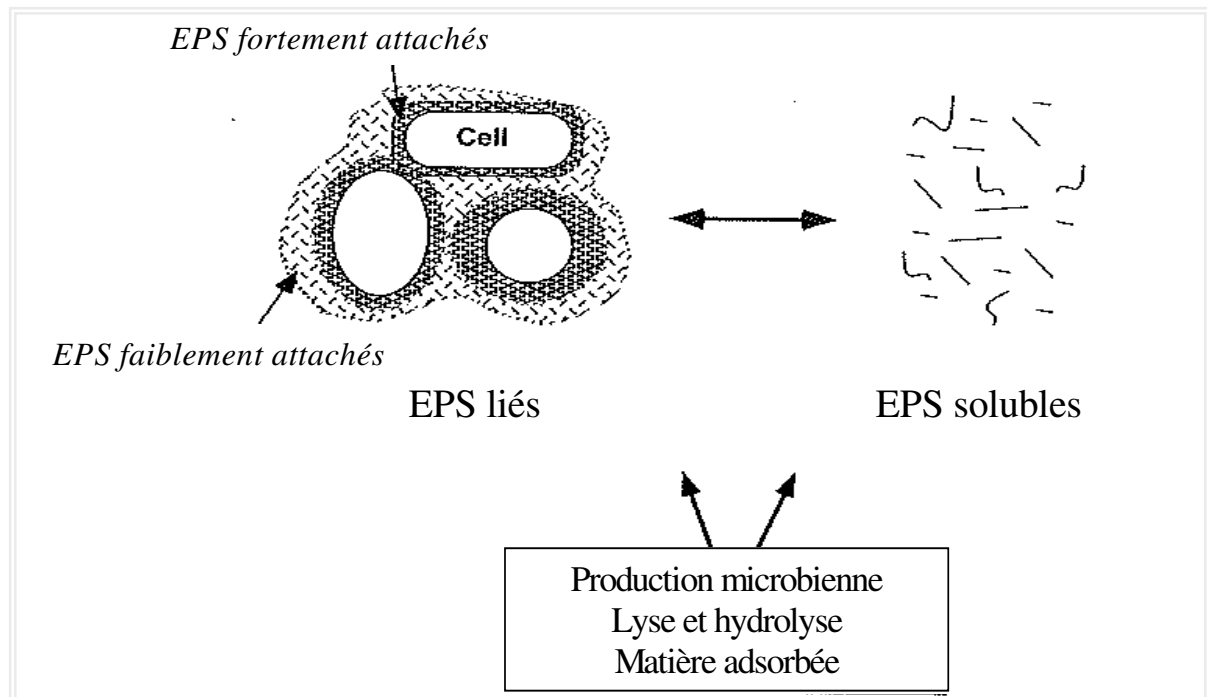 EPS fortement attachés
Cell
EPS faiblement attachés
EPS liés
EPS solubles
Production microbienne
Lyse et hydrolyse
Matière adsorbée